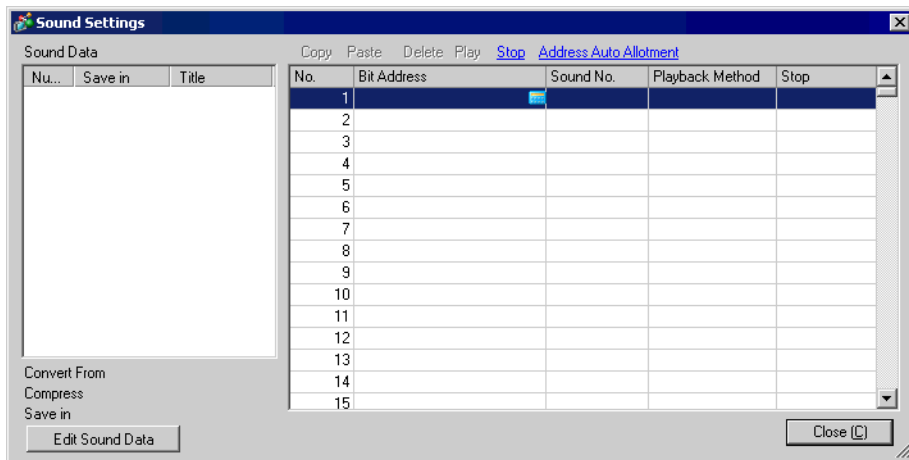 Sound Settings
Sound Data
Copy Paste Delete Play Stop Address Auto Allotment
Nu... Save in Title
No. Bit Address Sound No. Playback Method Stop
1
2
3
4
5
6
7
8
9
10
11
12
13
14
15
Convert From
Compress
Save in
Edit Sound Data
Close (C)